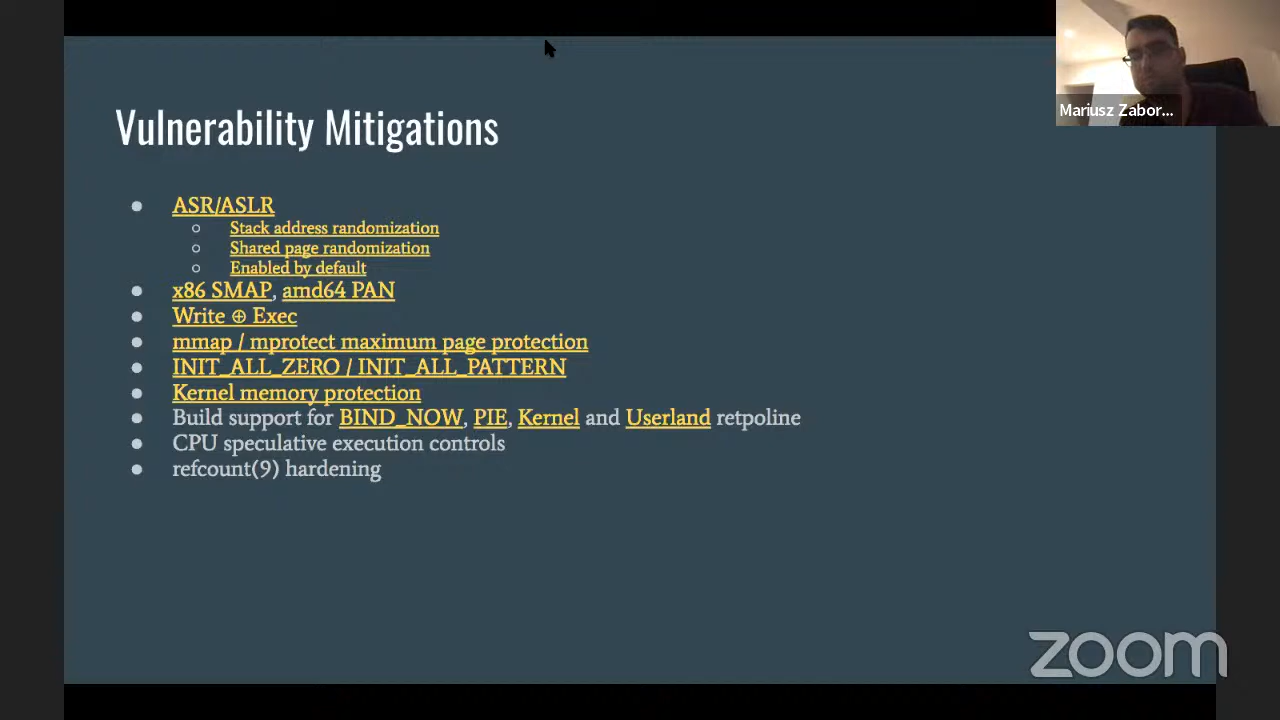 Mariusz Zabor...
Vulnerability Mitigations
ASR/ASLR
Stack address randomization
Shared page randomization
Enabled by default
x86 SMAP, amd64 PAN
Write ⊕ Exec
mmap / mprotect maximum page protection
INIT_ALL_ZERO / INIT_ALL_PATTERN
Kernel memory protection
Build support for BIND_NOW, PIE, Kernel and Userland retpoline
CPU speculative execution controls
refcount(9) hardening
zoom